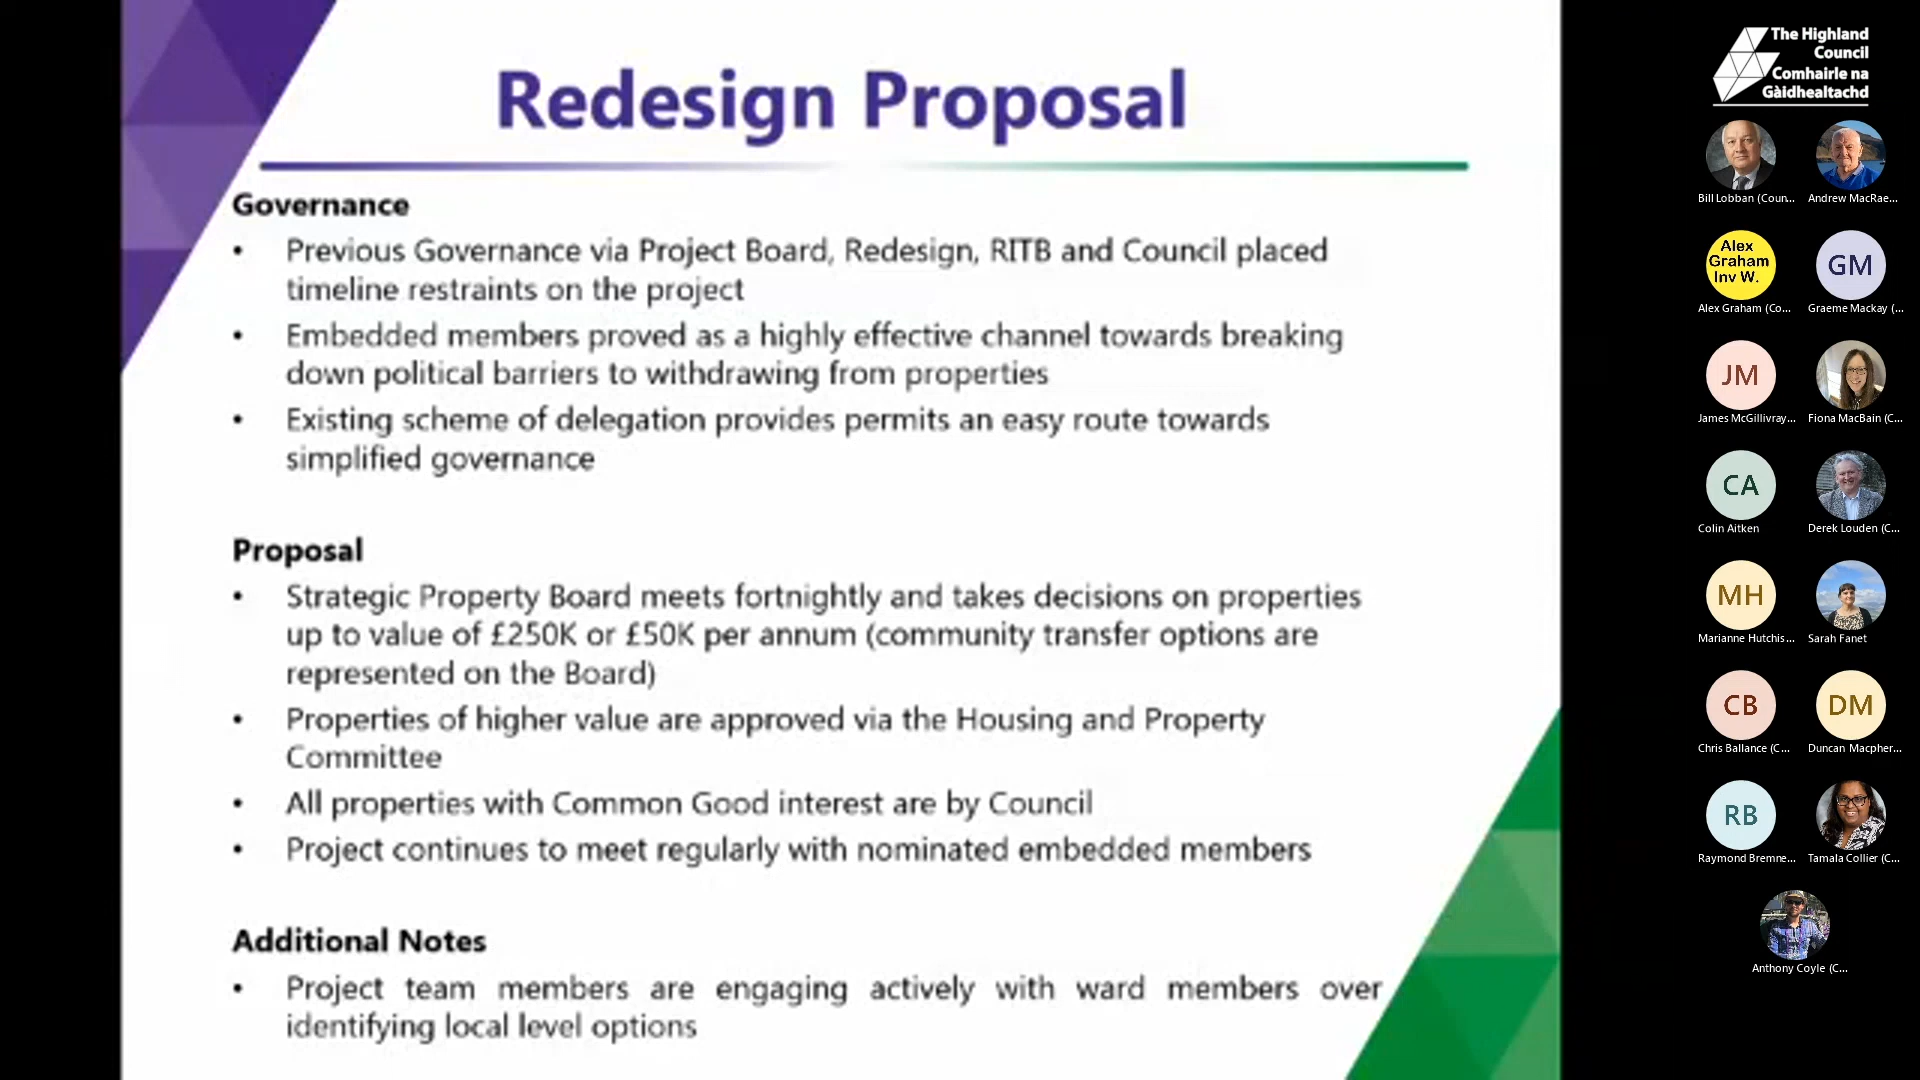 Redesign Proposal
Governance
• Previous Governance via Project Board, Redesign, RITB and Council placed
timeline restraints on the project
• Embedded members proved as a highly effective channel towards breaking
down political barriers to withdrawing from properties
• Existing scheme of delegation provides permits an easy route towards
simplified governance
Proposal
• Strategic Property Board meets fortnightly and takes decisions on properties
up to value of £250K or £50K per annum (community transfer options are
represented on the Board)
• Properties of higher value are approved via the Housing and Property
Committee
• All properties with Common Good interest are by Council
• Project continues to meet regularly with nominated embedded members
Additional Notes
• Project team members are engaging actively with ward members over
identifying local level options
The Highland
Council
Comhairle na
Gàidhealtachd
Bill Lobban (Coun...
Andrew MacRae...
Alex
Graham
Inv W.
Alex Graham (Co...
GM
Graeme Mackay (...
JM
James McGillivray...
Fiona MacBain (C...
CA
Colin Aitken
Derek Louden (C...
MH
Marianne Hutchis...
Sarah Fanet
CB
Chris Ballance (C...
DM
Duncan Macpher...
RB
Raymond Bremne...
Tamala Collier (C...
Anthony Coyle (C...